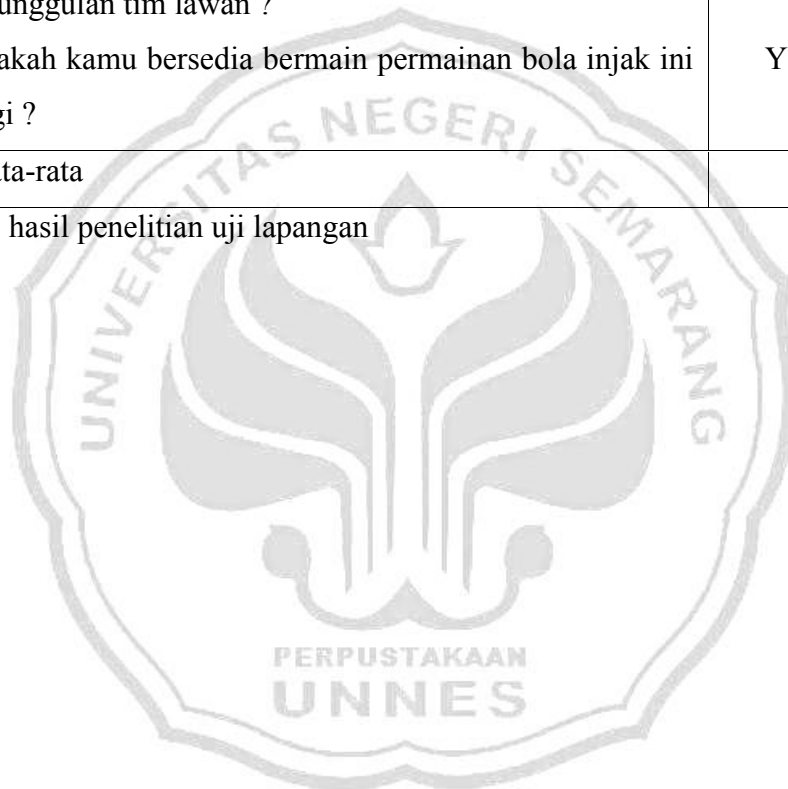 unggulan tim lawan ?
akah kamu bersedia bermain permainan bola injak ini Y
gi ?
ta-rata
hasil penelitian uji lapangan
UNIVERSITAS NEGERI SEMARANG
PERPUSTAKAAN
UNNES